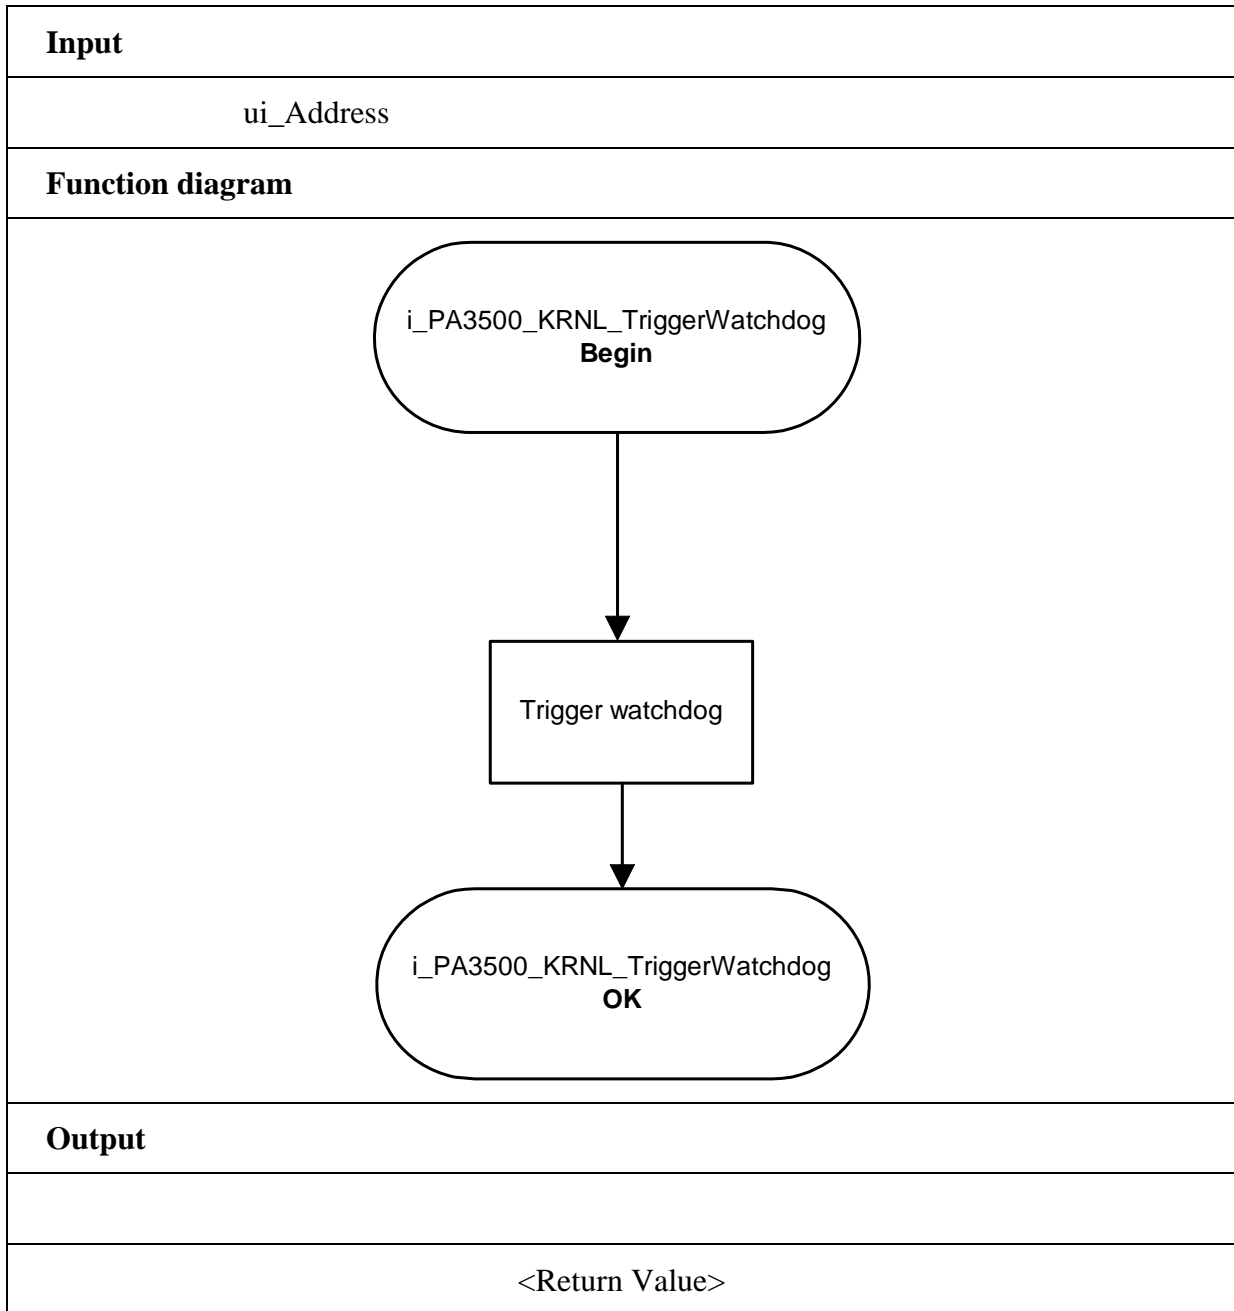 Input
ui_Address
Function diagram
i_PA3500_KRNL_TriggerWatchdog
Begin
Trigger watchdog
i_PA3500_KRNL_TriggerWatchdog
OK
Output
<Return Value>